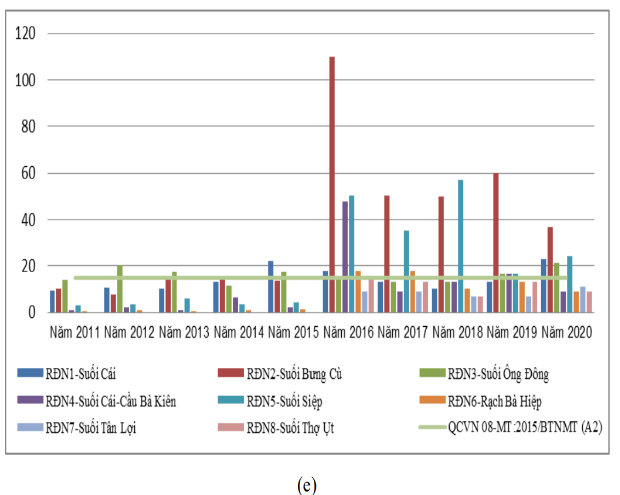 120
100
80
60
40
20
0
Năm 2011 Năm 2012 Năm 2013 Năm 2014 Năm 2015 Năm 2016 Năm 2017 Năm 2018 Năm 2019 Năm 2020
RĐN1-Suối Cái RĐN2-Suối Bưng Cù RĐN3-Suối Ông Đông
RĐN4-Suối Cái-Cầu Bà Kiên RĐN5-Suối Siệp RĐN6-Rạch Bà Hiệp
RĐN7-Suối Tân Lợi RĐN8-Suối Thợ Ụt QCVN 08-MT:2015/BTNMT (A2)
(e)